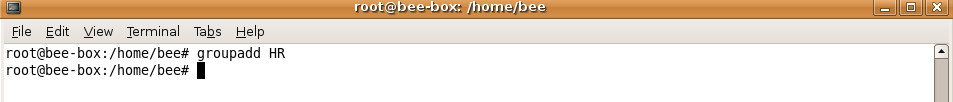 root@bee-box: /home/bee
File Edit View Terminal Tabs Help
root@bee-box:/home/bee# groupadd HR
root@bee-box:/home/bee#